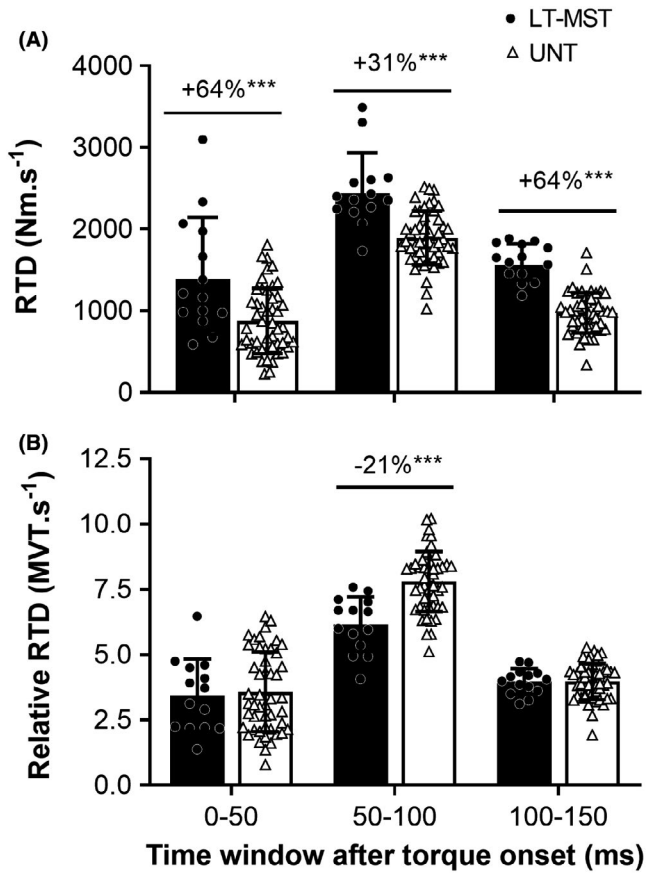 (A)
● LT-MST
△ UNT
+64%***
+31%***
+64%***
RTD (Nm.s⁻¹)
4000
3000
2000
1000
0
(B)
-21%***
Relative RTD (MVT.s⁻¹)
12.5
10.0
7.5
5.0
2.5
0.0
0-50
50-100
100-150
Time window after torque onset (ms)